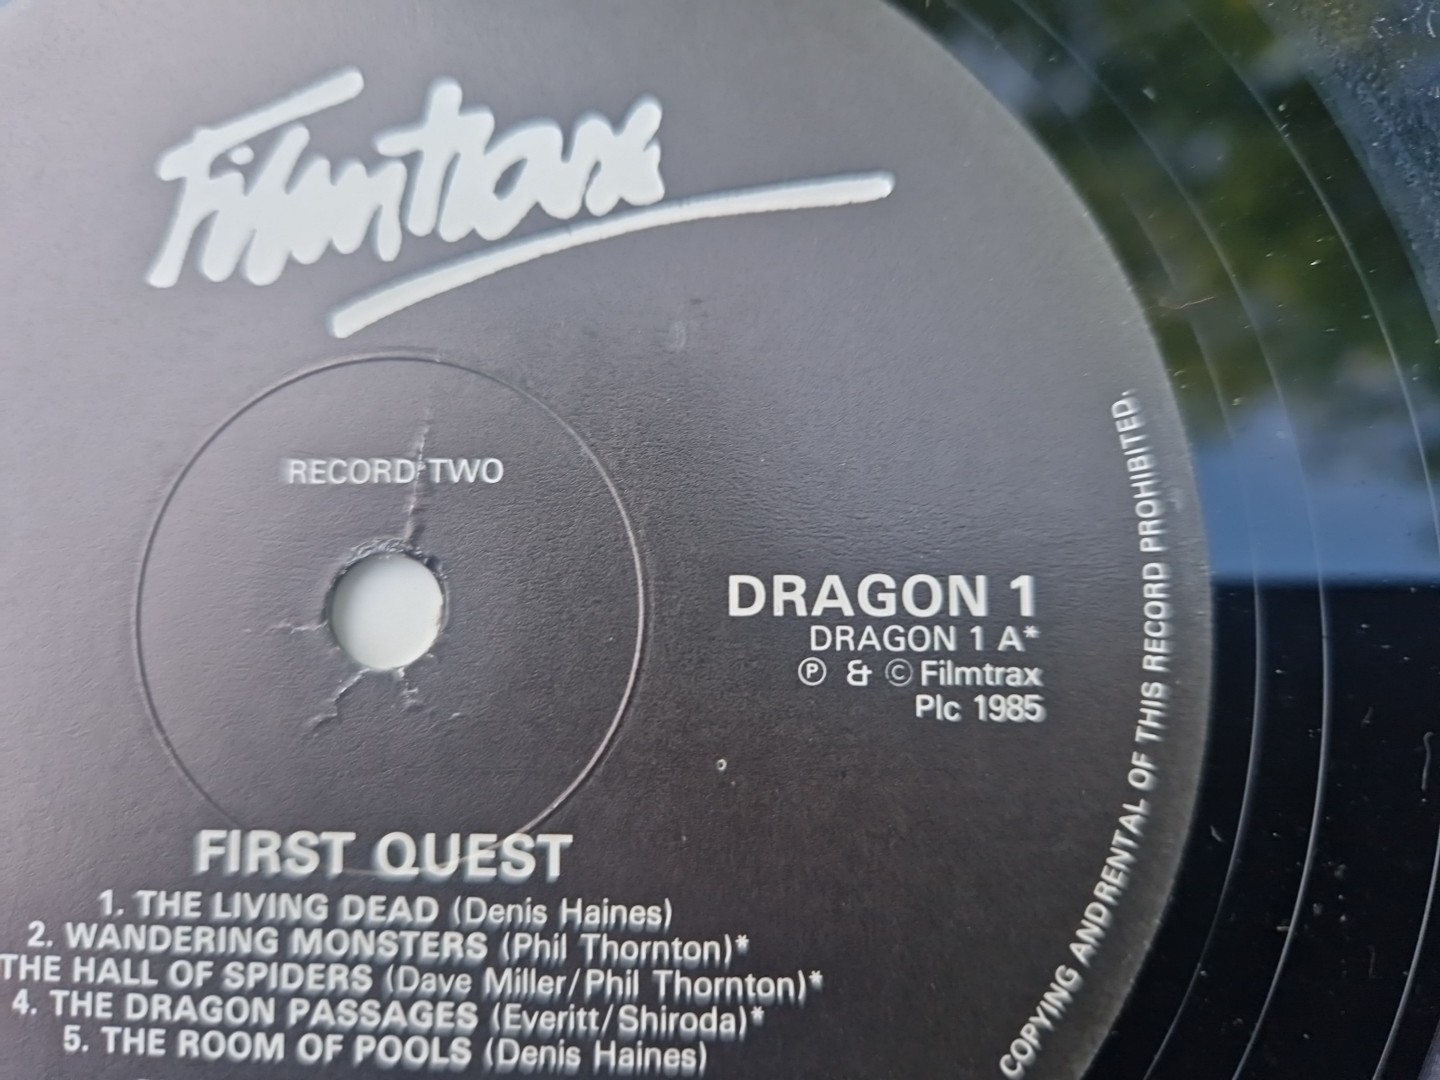 Filmtrax
RECORD TWO
DRAGON 1
DRAGON 1 A*
Ⓟ & © Filmtrax
Plc 1985
FIRST QUEST
1. THE LIVING DEAD (Denis Haines)
2. WANDERING MONSTERS (Phil Thornton)*
THE HALL OF SPIDERS (Dave Miller/Phil Thornton)*
4. THE DRAGON PASSAGES (Everitt/Shiroda)*
5. THE ROOM OF POOLS (Denis Haines)
COPYING AND RENTAL OF THIS RECORD PROHIBITED.